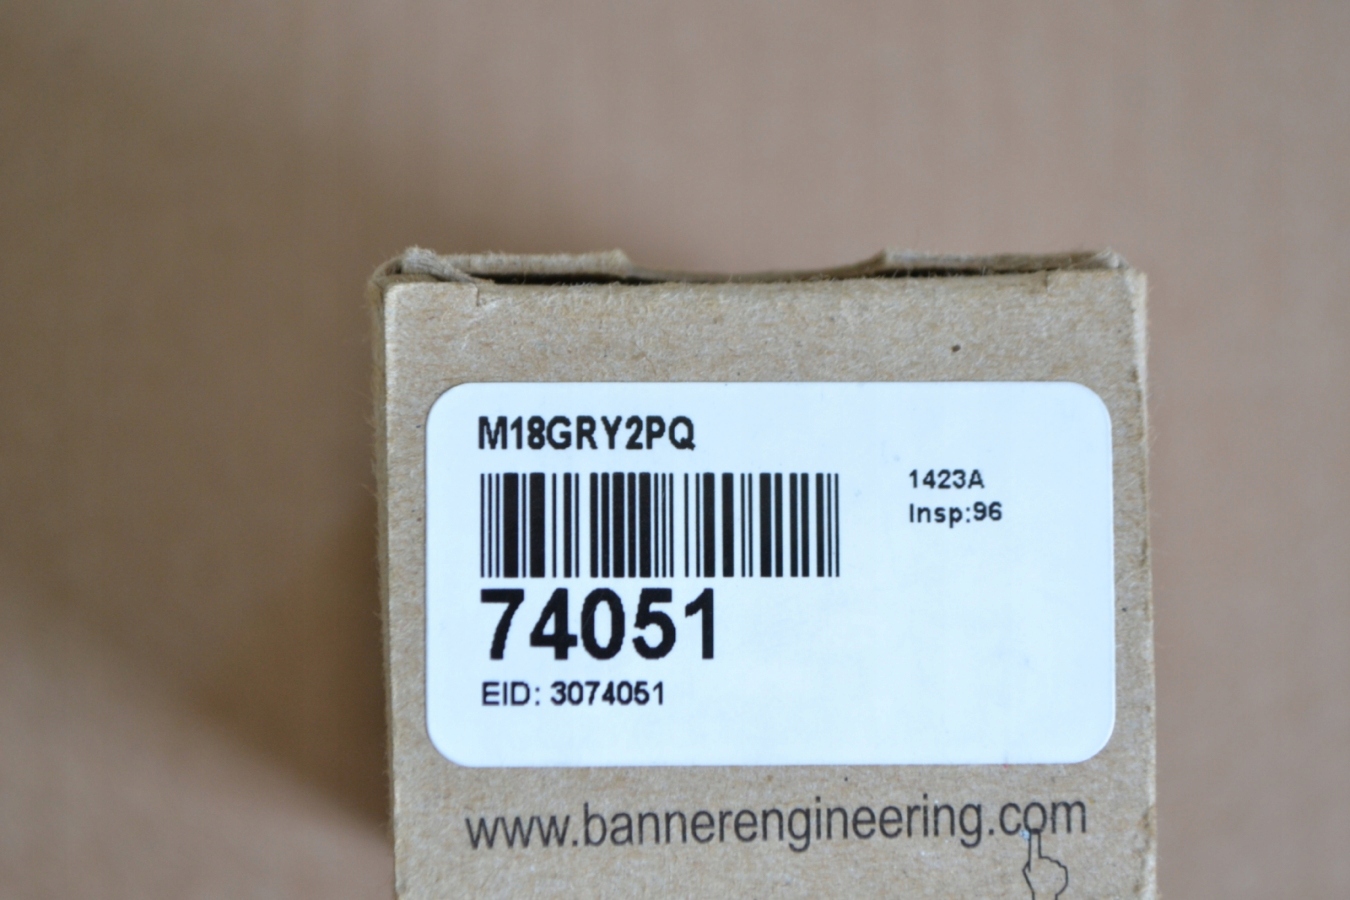 M18GRY2PQ
1423A
Insp:96
74051
EID: 3074051
www.bannerengineering.com